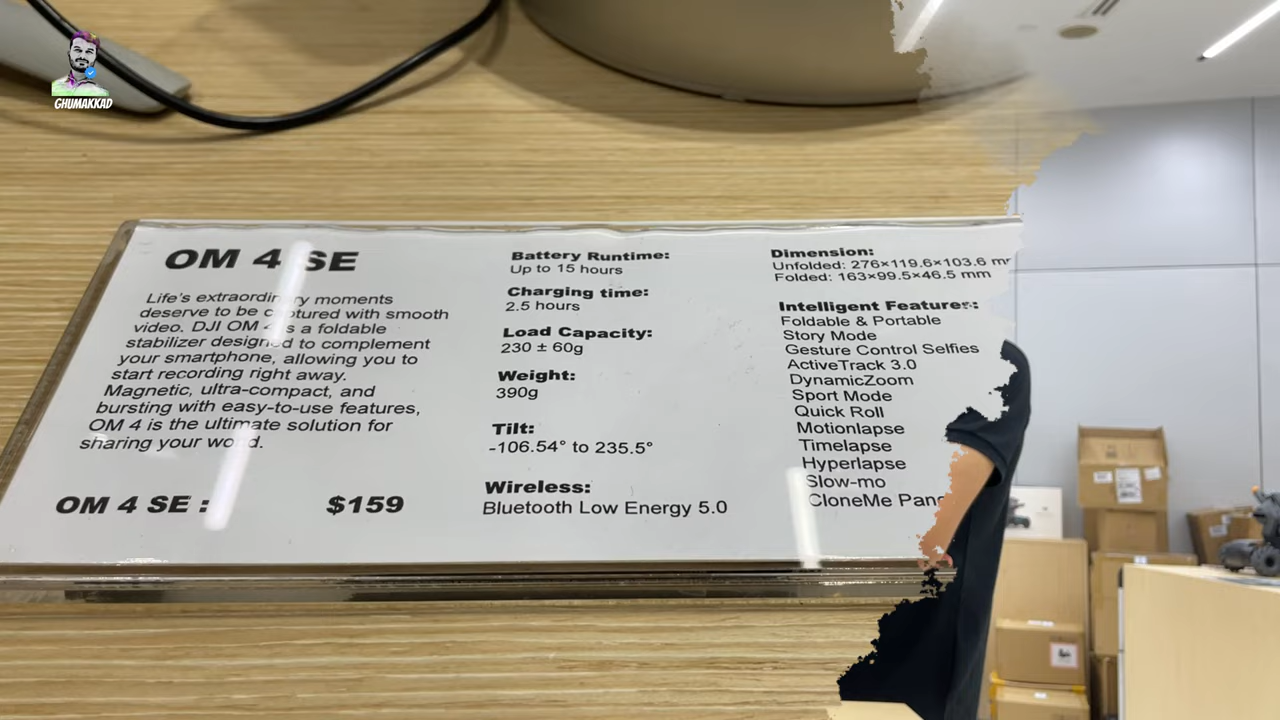 GHUMAKKAD
OM 4 SE
Life's extraordinary moments
deserve to be captured with smooth
video. DJI OM 4 is a foldable
stabilizer designed to complement
your smartphone, allowing you to
start recording right away.
Magnetic, ultra-compact, and
bursting with easy-to-use features,
OM 4 is the ultimate solution for
sharing your world.
OM 4 SE : $159
Battery Runtime:
Up to 15 hours
Charging time:
2.5 hours
Load Capacity:
230 ± 60g
Weight:
390g
Tilt:
-106.54° to 235.5°
Wireless:
Bluetooth Low Energy 5.0
Dimension:
Unfolded: 276×119.6×103.6 mm
Folded: 163×99.5×46.5 mm
Intelligent Features:
Foldable & Portable
Story Mode
Gesture Control Selfies
ActiveTrack 3.0
DynamicZoom
Sport Mode
Quick Roll
Motionlapse
Timelapse
Hyperlapse
Slow-mo
CloneMe